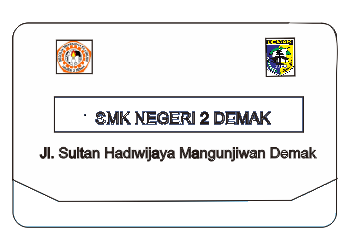 SMK NEGERI 2 DEMAK
Jl. Sultan Hadiwijaya Mangunjiwan Demak